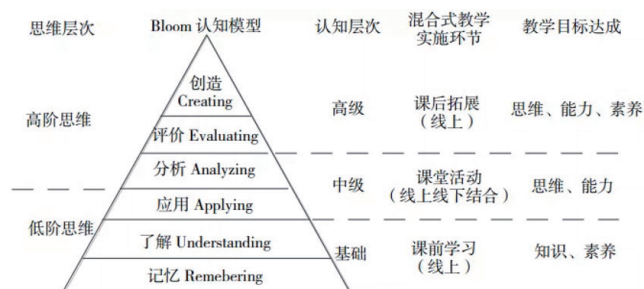 思维层次 Bloom 认知模型 认知层次 混合式教学 教学目标达成
实施环节
创造
Creating
高阶思维 高级 课后拓展 思维、能力、素养
(线上)
评价 Evaluating
分析 Analyzing
中级 课堂活动 思维、能力
(线上线下结合)
应用 Applying
低阶思维
了解 Understanding
基础 课前学习 知识、素养
(线上)
记忆 Remebering